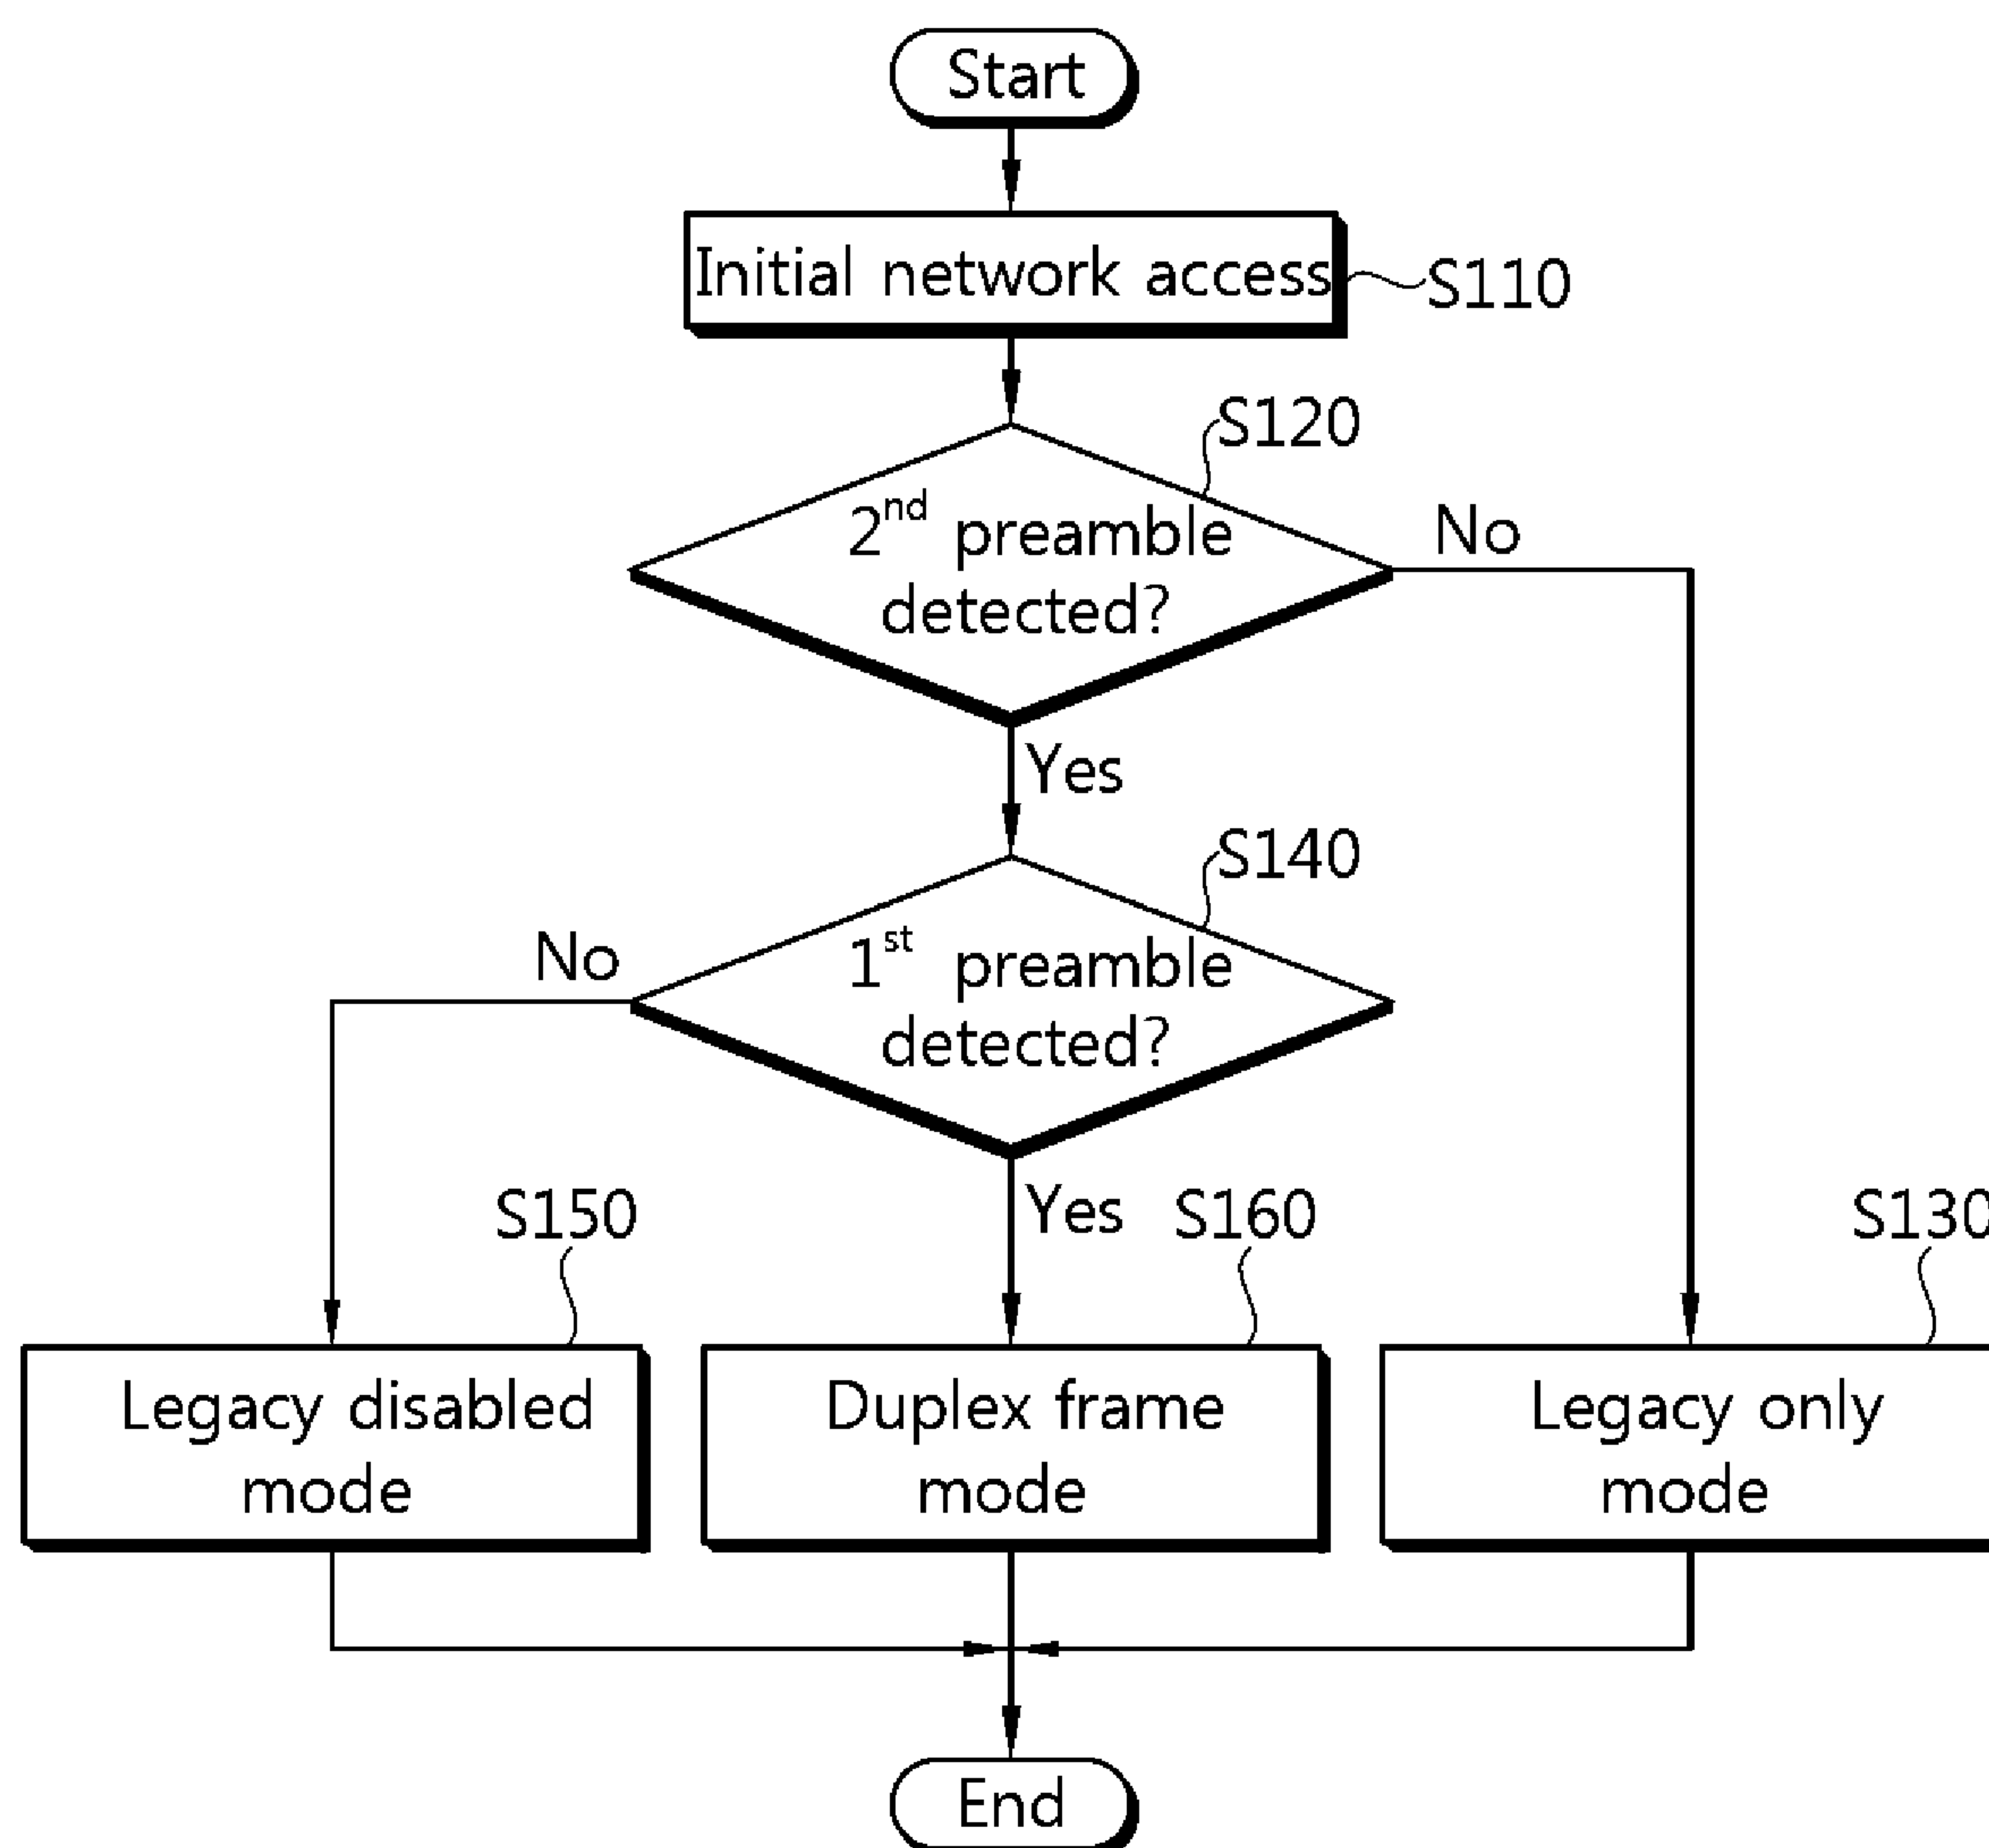 Start
Initial network access
S110
S120
2nd preamble
detected?
No
Yes
S140
No
1st preamble
detected?
Yes
S150
S160
S130
Legacy disabled
mode
Duplex frame
mode
Legacy only
mode
End